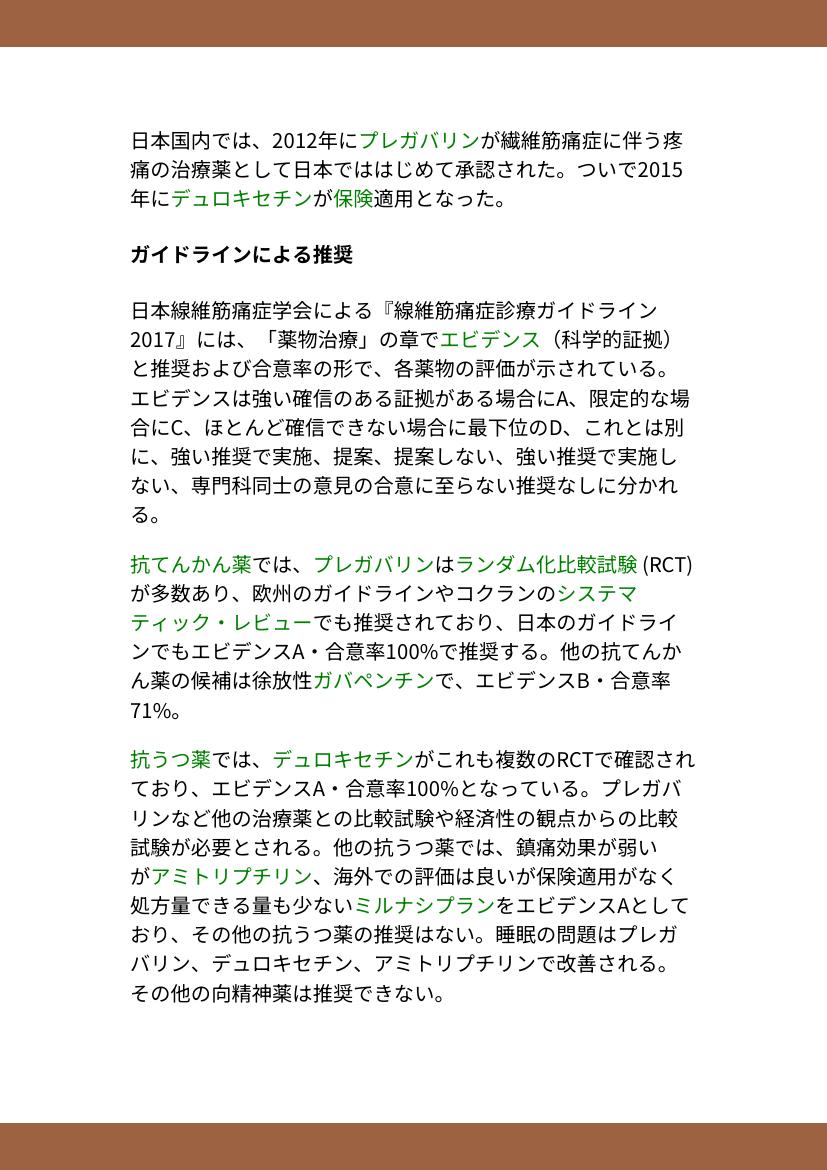 日本国内では、2012年にプレガバリンが繊維筋痛症に伴う疼
痛の治療薬として日本でははじめて承認された。ついで2015
年にデュロキセチンが保険適用となった。
ガイドラインによる推奨
日本線維筋痛症学会による『線維筋痛症診療ガイドライン
2017』には、「薬物治療」の章でエビデンス（科学的証拠）
と推奨および合意率の形で、各薬物の評価が示されている。
エビデンスは強い確信のある証拠がある場合にA、限定的な場
合にC、ほとんど確信できない場合に最下位のD、これとは別
に、強い推奨で実施、提案、提案しない、強い推奨で実施し
ない、専門科同士の意見の合意に至らない推奨なしに分かれ
る。
抗てんかん薬では、プレガバリンはランダム化比較試験 (RCT)
が多数あり、欧州のガイドラインやコクランのシステマ
ティック・レビューでも推奨されており、日本のガイドライ
ンでもエビデンスA・合意率100%で推奨する。他の抗てんか
ん薬の候補は徐放性ガバペンチンで、エビデンスB・合意率
71%。
抗うつ薬では、デュロキセチンがこれも複数のRCTで確認され
ており、エビデンスA・合意率100%となっている。プレガバ
リンなど他の治療薬との比較試験や経済性の観点からの比較
試験が必要とされる。他の抗うつ薬では、鎮痛効果が弱い
がアミトリプチリン、海外での評価は良いが保険適用がなく
処方量できる量も少ないミルナシプランをエビデンスAとして
おり、その他の抗うつ薬の推奨はない。睡眠の問題はプレガ
バリン、デュロキセチン、アミトリプチリンで改善される。
その他の向精神薬は推奨できない。